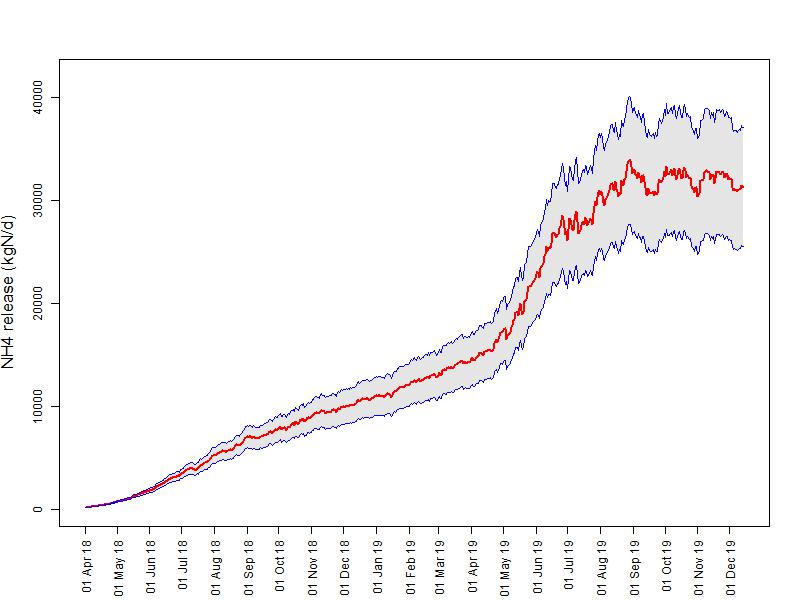 NH4 release (kgN/d)
40000
30000
20000
10000
0
01 Apr 18
01 May 18
01 Jun 18
01 Jul 18
01 Aug 18
01 Sep 18
01 Oct 18
01 Nov 18
01 Dec 18
01 Jan 19
01 Feb 19
01 Mar 19
01 Apr 19
01 May 19
01 Jun 19
01 Jul 19
01 Aug 19
01 Sep 19
01 Oct 19
01 Nov 19
01 Dec 19